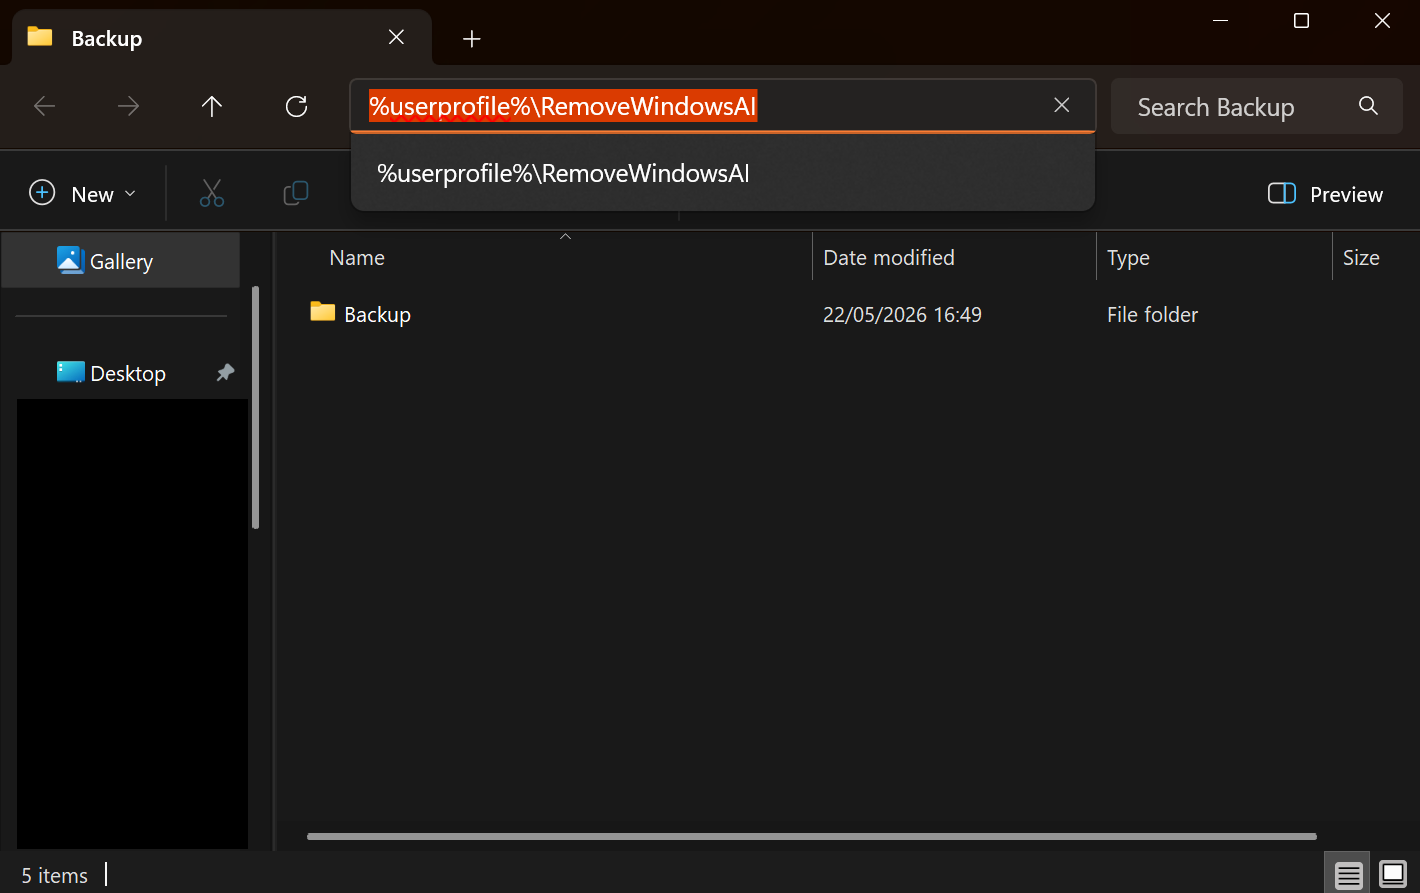 Backup
%userprofile%\RemoveWindowsAI
Search Backup
%userprofile%\RemoveWindowsAI
New
Preview
Gallery
Name
Date modified
Type
Size
Backup
22/05/2026 16:49
File folder
Desktop
5 items